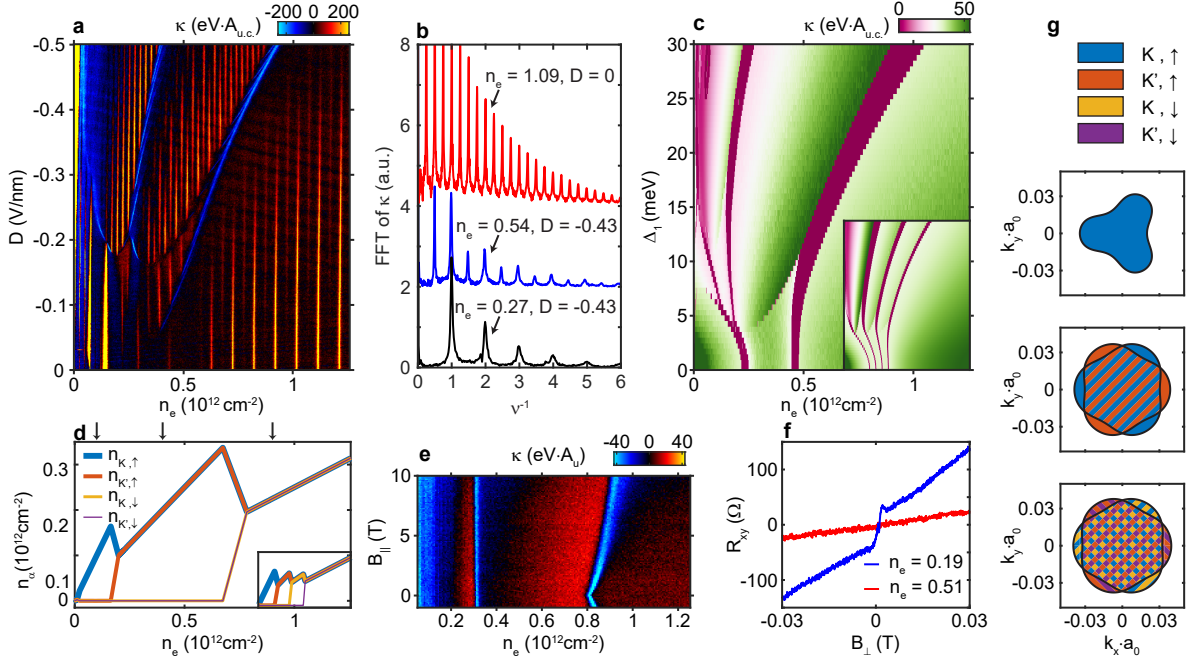 a
κ (eV·A_u.c.)
-200 0 200
-0.5
-0.4
-0.3
-0.2
-0.1
0
D (V/nm)
0 0.5 1
n_e (10^12 cm^-2)
b
8
6
4
2
0
FFT of κ (a.u.)
n_e = 1.09, D = 0
n_e = 0.54, D = -0.43
n_e = 0.27, D = -0.43
0 1 2 3 4 5 6
ν^-1
c
κ (eV·A_u.c.)
0 50
30
25
20
15
10
5
0
Δ_1 (meV)
0 0.5 1
n_e (10^12 cm^-2)
d
0.3
0.2
0.1
0
n_α (10^12 cm^-2)
n_K,↑
n_K',↑
n_K,↓
n_K',↓
0 0.5 1
n_e (10^12 cm^-2)
e
κ (eV·A_u)
-40 0 40
10
5
0
B_|| (T)
0.2 0.4 0.6 0.8 1 1.2
n_e (10^12 cm^-2)
f
100
0
-100
R_xy (Ω)
n_e = 0.19
n_e = 0.51
-0.03 0 0.03
B_⊥ (T)
g
K, ↑
K', ↑
K, ↓
K', ↓
0.03
0
-0.03
k_y·a_0
0.03
0
-0.03
k_y·a_0
0.03
0
-0.03
k_y·a_0
-0.03 0 0.03
k_x·a_0